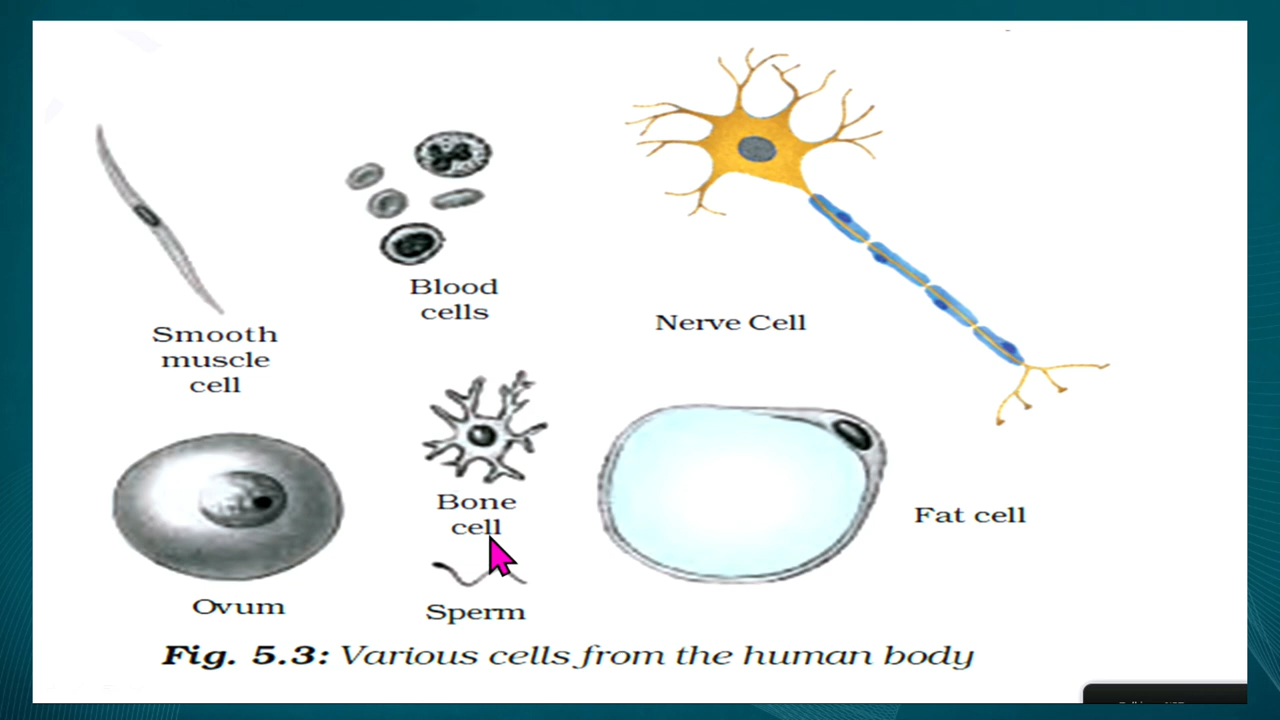 Blood
cells
Smooth
muscle
cell
Nerve Cell
Bone
cell
Fat cell
Ovum
Sperm
Fig. 5.3: Various cells from the human body